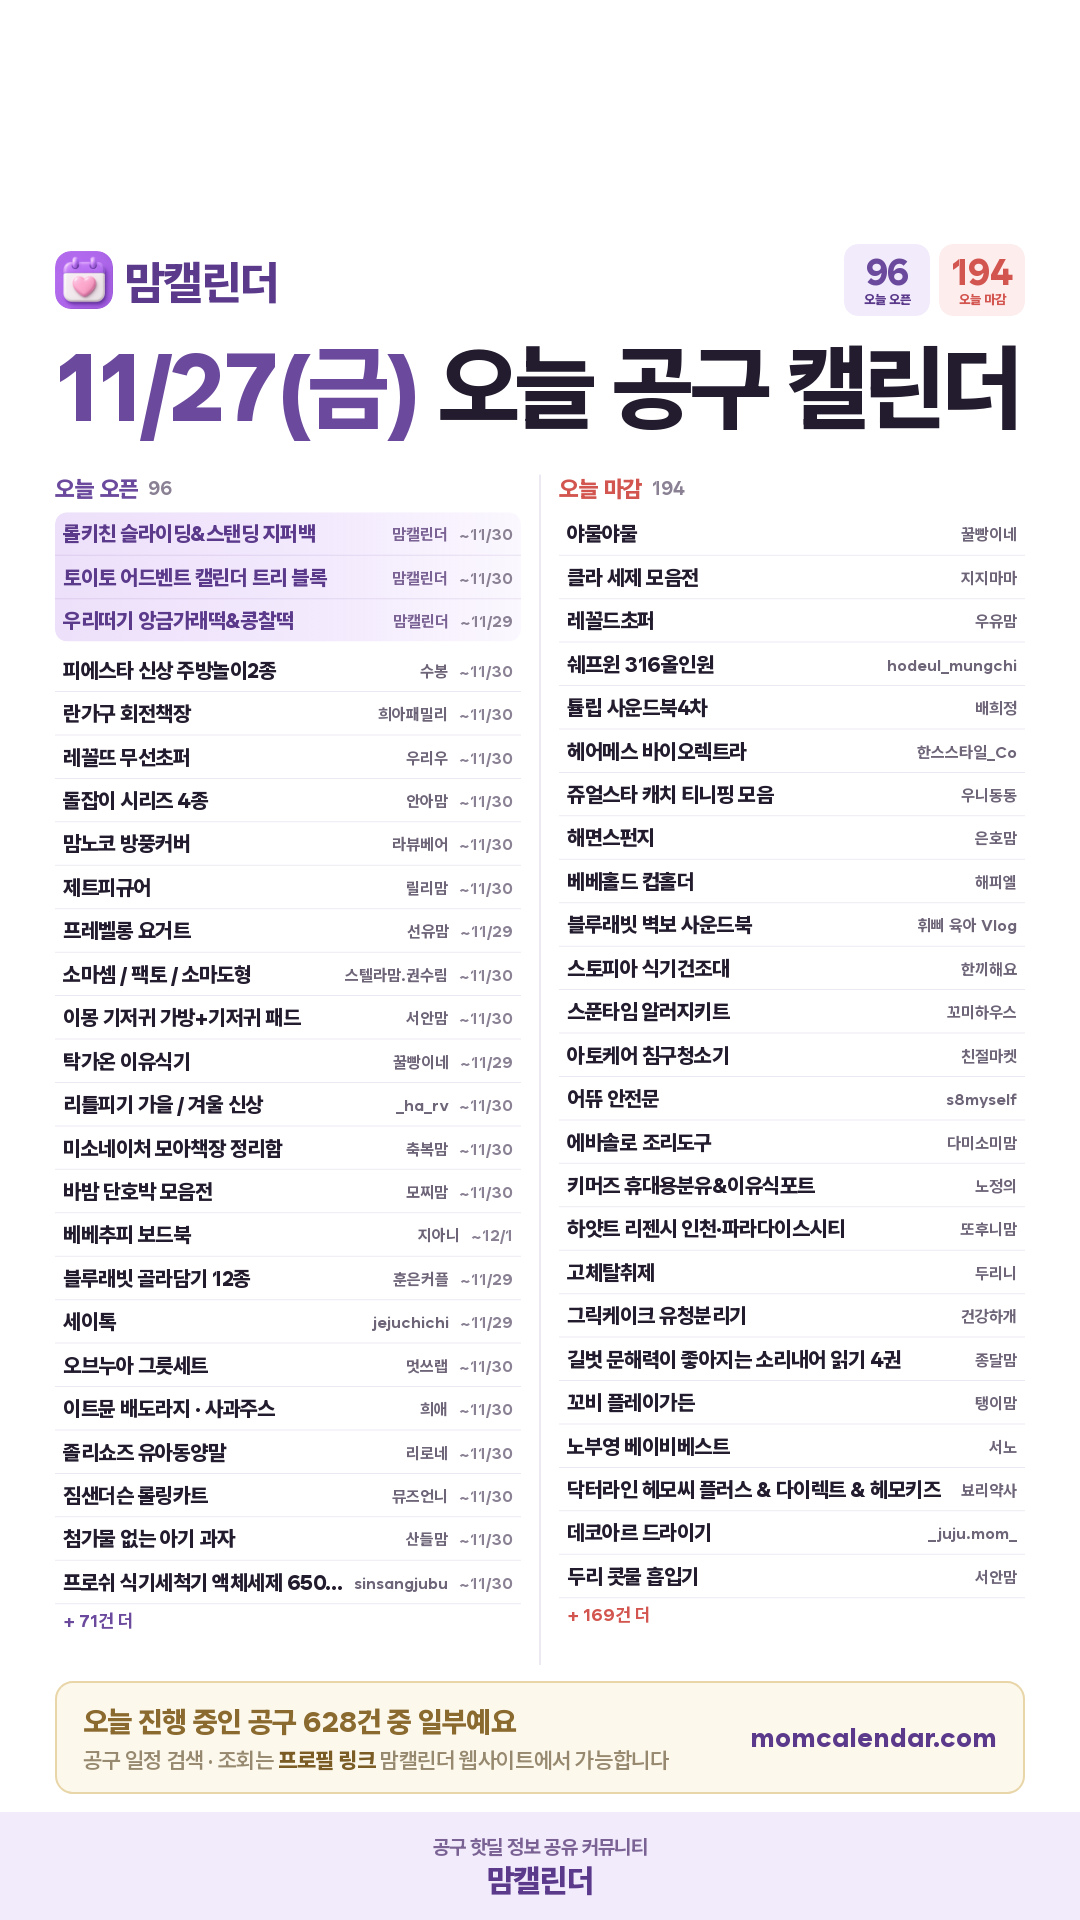 맘캘린더
96
오늘 오픈
194
오늘 마감
11/27(금) 오늘 공구 캘린더
오늘 오픈 96
롤키친 슬라이딩&스탠딩 지퍼백 맘캘린더 ~11/30
토이토 어드벤트 캘린더 트리 블록 맘캘린더 ~11/30
우리떠기 앙금가래떡&콩찰떡 맘캘린더 ~11/29
피에스타 신상 주방놀이2종 수봉 ~11/30
란가구 회전책장 희아패밀리 ~11/30
레꼴뜨 무선초퍼 우리우 ~11/30
돌잡이 시리즈 4종 안아맘 ~11/30
맘노코 방풍커버 라뷰베어 ~11/30
제트피규어 릴리맘 ~11/30
프레벨롱 요거트 선유맘 ~11/29
소마셈 / 팩토 / 소마도형 스텔라맘.권수림 ~11/30
이몽 기저귀 가방+기저귀 패드 서안맘 ~11/30
탁가온 이유식기 꿀빵이네 ~11/29
리틀피기 가을 / 겨울 신상 _ha_rv ~11/30
미소네이처 모아책장 정리함 축복맘 ~11/30
바밤 단호박 모음전 모찌맘 ~11/30
베베추피 보드북 지아니 ~12/1
블루래빗 골라담기 12종 훈은커플 ~11/29
세이톡 jejuchichi ~11/29
오브누아 그릇세트 멋쓰랩 ~11/30
이트문 배도라지 · 사과주스 희애 ~11/30
졸리쇼즈 유아동양말 리로네 ~11/30
짐샌더슨 롤링카트 뮤즈언니 ~11/30
첨가물 없는 아기 과자 산들맘 ~11/30
프로쉬 식기세척기 액체세제 650... sinsangjubu ~11/30
+ 71건 더
오늘 마감 194
야물야물 꿀빵이네
클라 세제 모음전 지지마마
레꼴드초퍼 우유맘
쉐프윈 316올인원 hodeul_mungchi
튤립 사운드북4차 배희정
헤어메스 바이오렉트라 한스스타일_Co
쥬얼스타 캐치 티니핑 모음 우니동동
해면스펀지 은호맘
베베홀드 컵홀더 해피엘
블루래빗 벽보 사운드북 휘삐 육아 Vlog
스토피아 식기건조대 한끼해요
스푼타임 알러지키트 꼬미하우스
아토케어 침구청소기 친절마켓
어뜌 안전문 s8myself
에바솔로 조리도구 다미소미맘
키머즈 휴대용분유&이유식포트 노정의
하얏트 리젠시 인천·파라다이스시티 또후니맘
고체탈취제 두리니
그릭케이크 유청분리기 건강하개
길벗 문해력이 좋아지는 소리내어 읽기 4권 종달맘
꼬비 플레이가든 탱이맘
노부영 베이비베스트 서노
닥터라인 헤모씨 플러스 & 다이렉트 & 헤모키즈 뵤리약사
데코아르 드라이기 _juju.mom_
두리 콧물 흡입기 서안맘
+ 169건 더
오늘 진행 중인 공구 628건 중 일부예요
공구 일정 검색 · 조회는 프로필 링크 맘캘린더 웹사이트에서 가능합니다
momcalendar.com
공구 핫딜 정보 공유 커뮤니티
맘캘린더